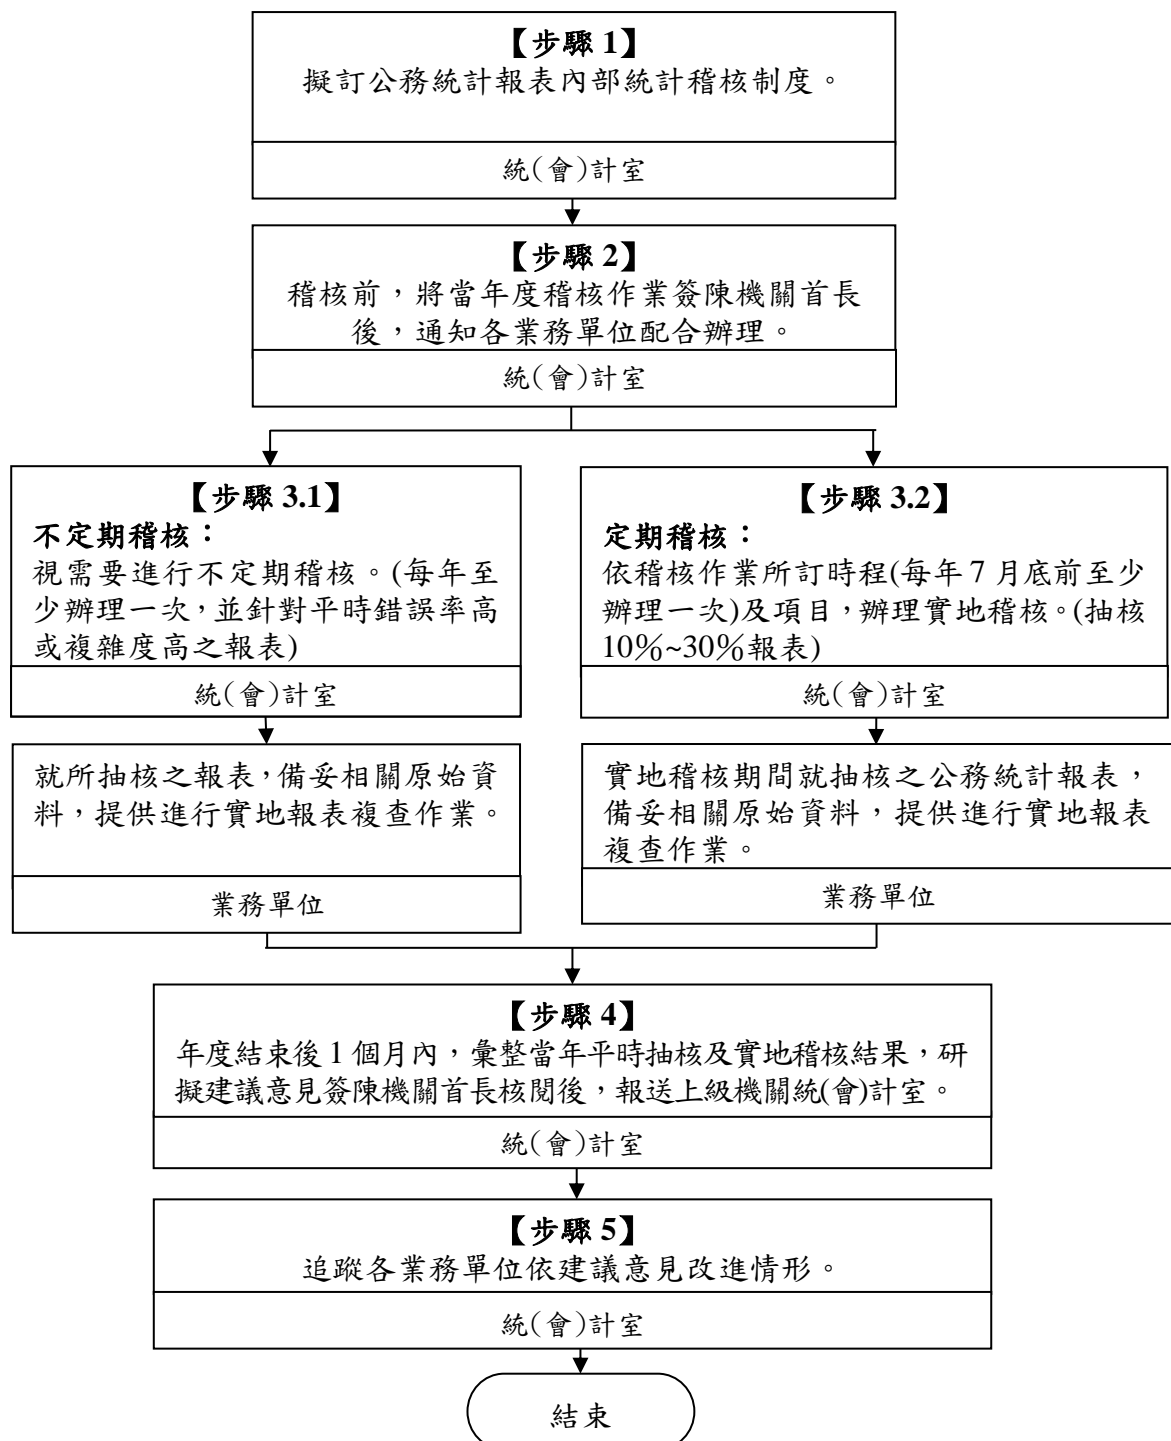 【步驟 1】
擬訂公務統計報表內部統計稽核制度。
統(會)計室
【步驟 2】
稽核前，將當年度稽核作業簽陳機關首長
後，通知各業務單位配合辦理。
統(會)計室
【步驟 3.1】
不定期稽核：
視需要進行不定期稽核。(每年至
少辦理一次，並針對平時錯誤率高
或複雜度高之報表)
統(會)計室
【步驟 3.2】
定期稽核：
依稽核作業所訂時程(每年 7 月底前至少
辦理一次)及項目，辦理實地稽核。(抽核
10%~30%報表)
統(會)計室
就所抽核之報表，備妥相關原始資
料，提供進行實地報表複查作業。
業務單位
實地稽核期間就抽核之公務統計報表，
備妥相關原始資料，提供進行實地報表
複查作業。
業務單位
【步驟 4】
年度結束後 1 個月內，彙整當年平時抽核及實地稽核結果，研
擬建議意見簽陳機關首長核閱後，報送上級機關統(會)計室。
統(會)計室
【步驟 5】
追蹤各業務單位依建議意見改進情形。
統(會)計室
結束